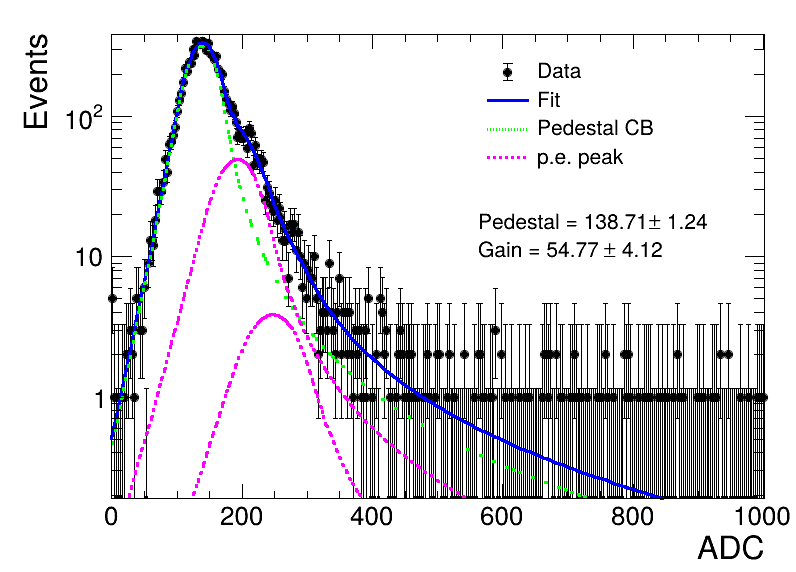 Events
10²
10
1
Data
Fit
Pedestal CB
p.e. peak
Pedestal = 138.71± 1.24
Gain = 54.77 ± 4.12
0 200 400 600 800 1000
ADC